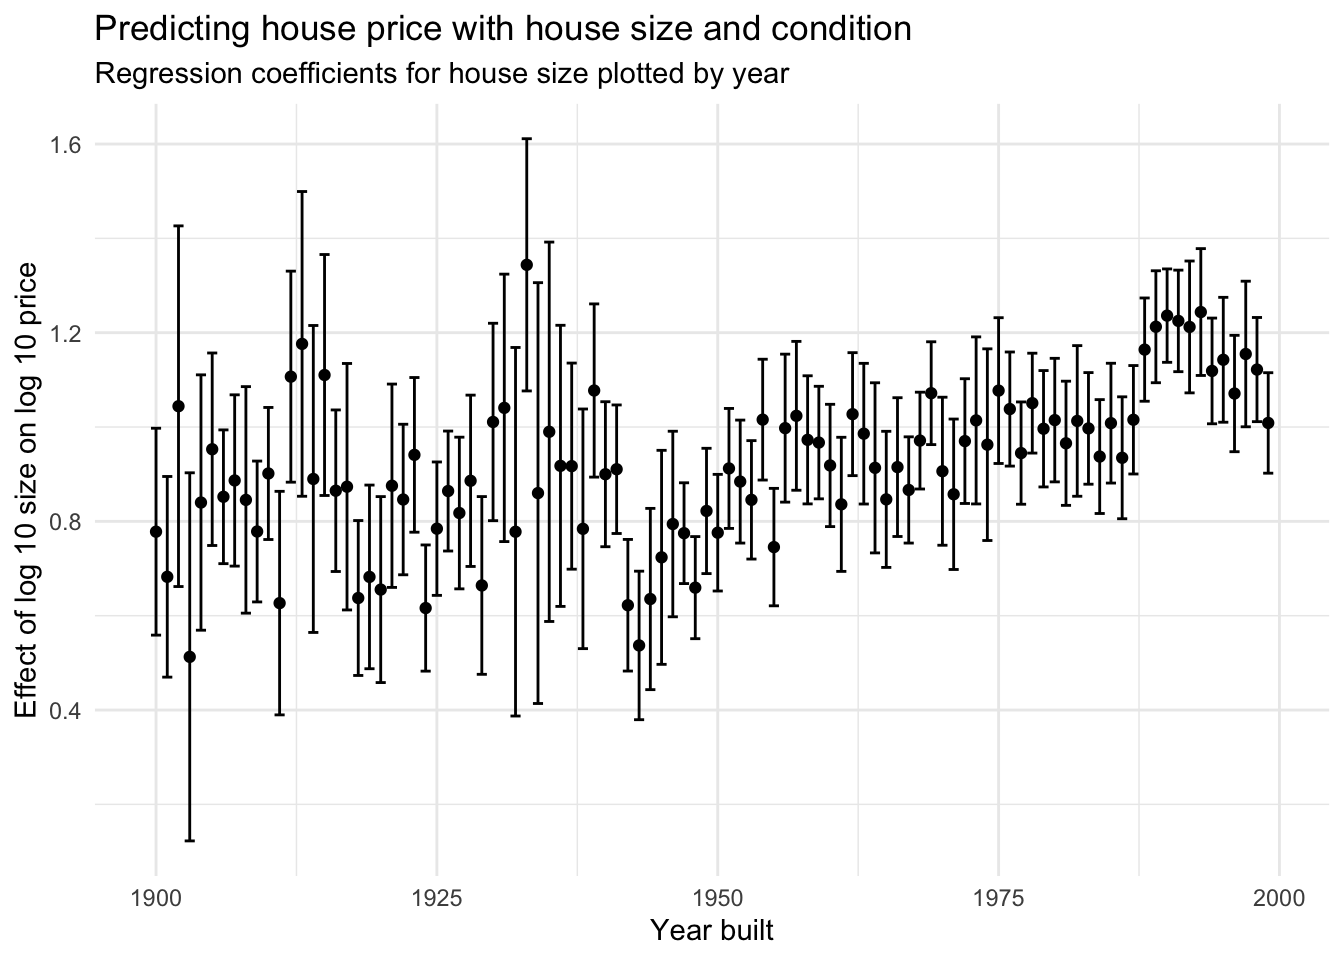 Predicting house price with house size and condition
Regression coefficients for house size plotted by year
Effect of log 10 size on log 10 price
1.6
1.2
0.8
0.4
1900 1925 1950 1975 2000
Year built